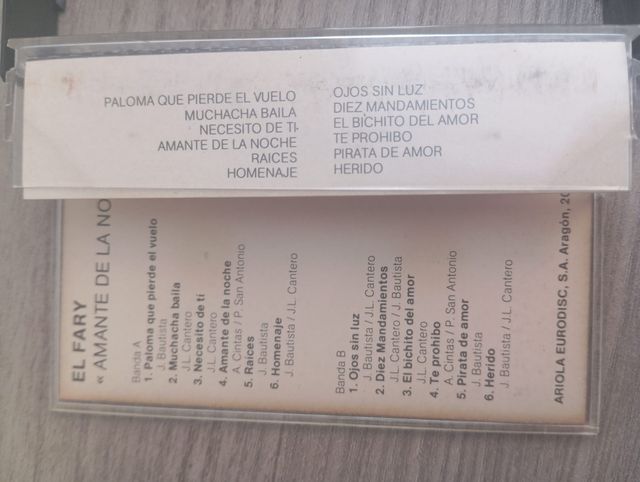 PALOMA QUE PIERDE EL VUELO
MUCHACHA BAILA
NECESITO DE TI
AMANTE DE LA NOCHE
RAICES
HOMENAJE
OJOS SIN LUZ
DIEZ MANDAMIENTOS
EL BICHITO DEL AMOR
TE PROHIBO
PIRATA DE AMOR
HERIDO
EL FARY
« AMANTE DE LA NO
Banda A
1. Paloma que pierde el vuelo
J. Bautista
2. Muchacha baila
J.L. Cantero
3. Necesito de ti
J.L. Cantero
4. Amante de la noche
A. Cintas / P. San Antonio
5. Raices
J. Bautista
6. Homenaje
J. Bautista / J.L. Cantero
Banda B
1. Ojos sin luz
J. Bautista / J.L. Cantero
2. Diez Mandamientos
J.L. Cantero / J. Bautista
3. El bichito del amor
J.L. Cantero
4. Te prohibo
A. Cintas / P. San Antonio
5. Pirata de amor
J. Bautista
6. Herido
J. Bautista / J.L. Cantero
ARIOLA EURODISC, S.A. Aragón, 20